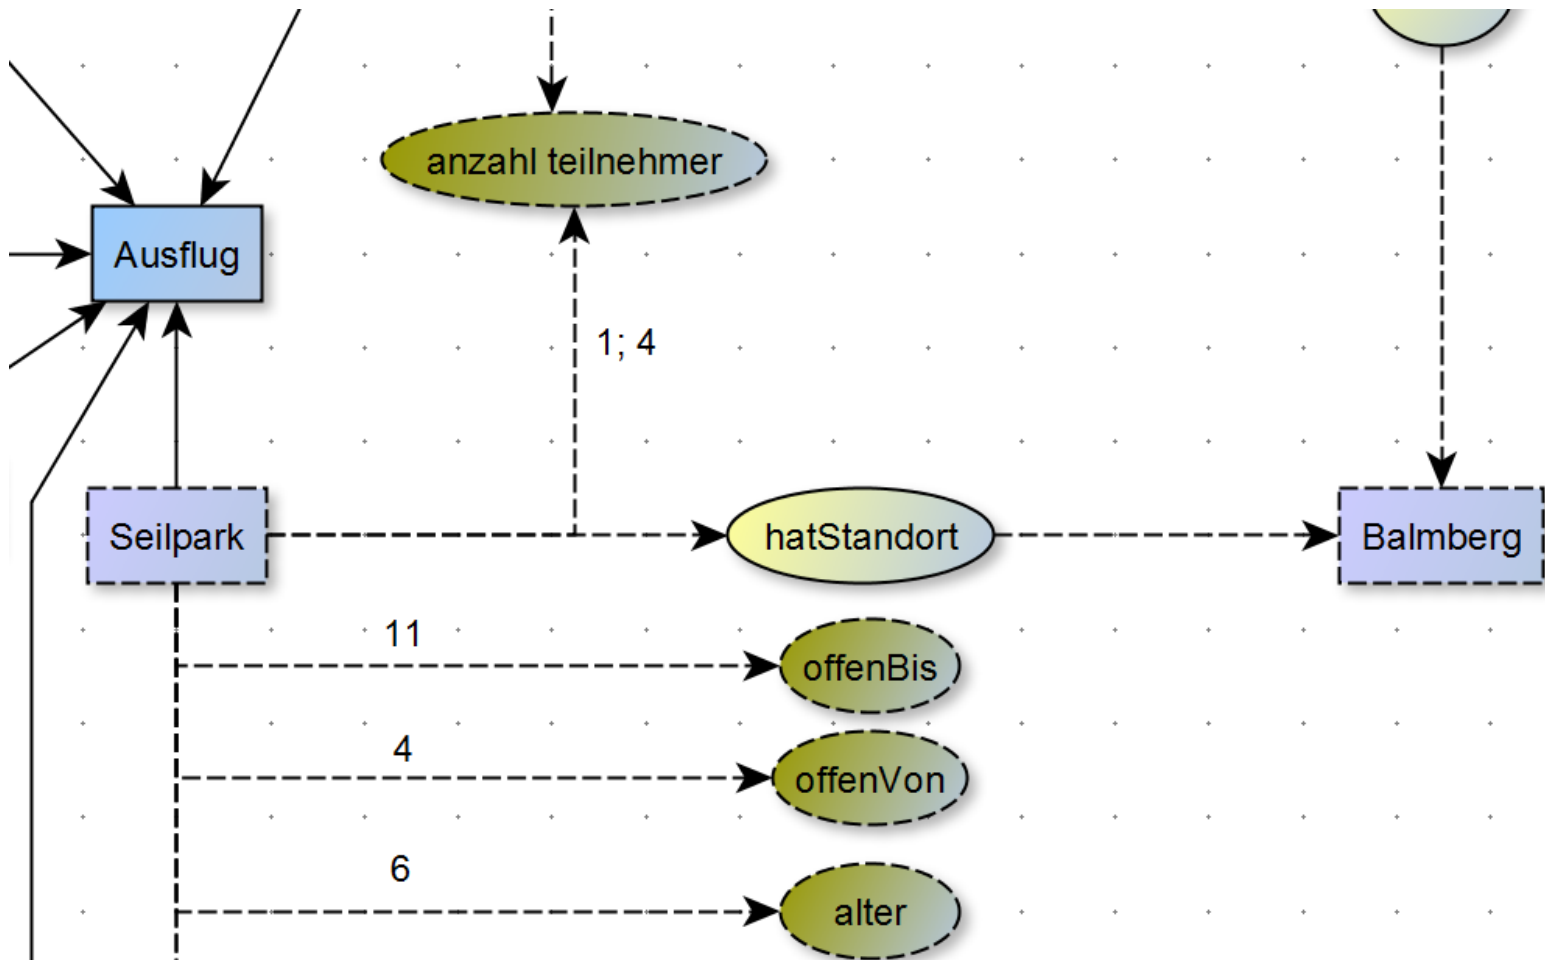 anzahl teilnehmer
Ausflug
1; 4
Seilpark
hatStandort
Balmberg
11
offenBis
4
offenVon
6
alter